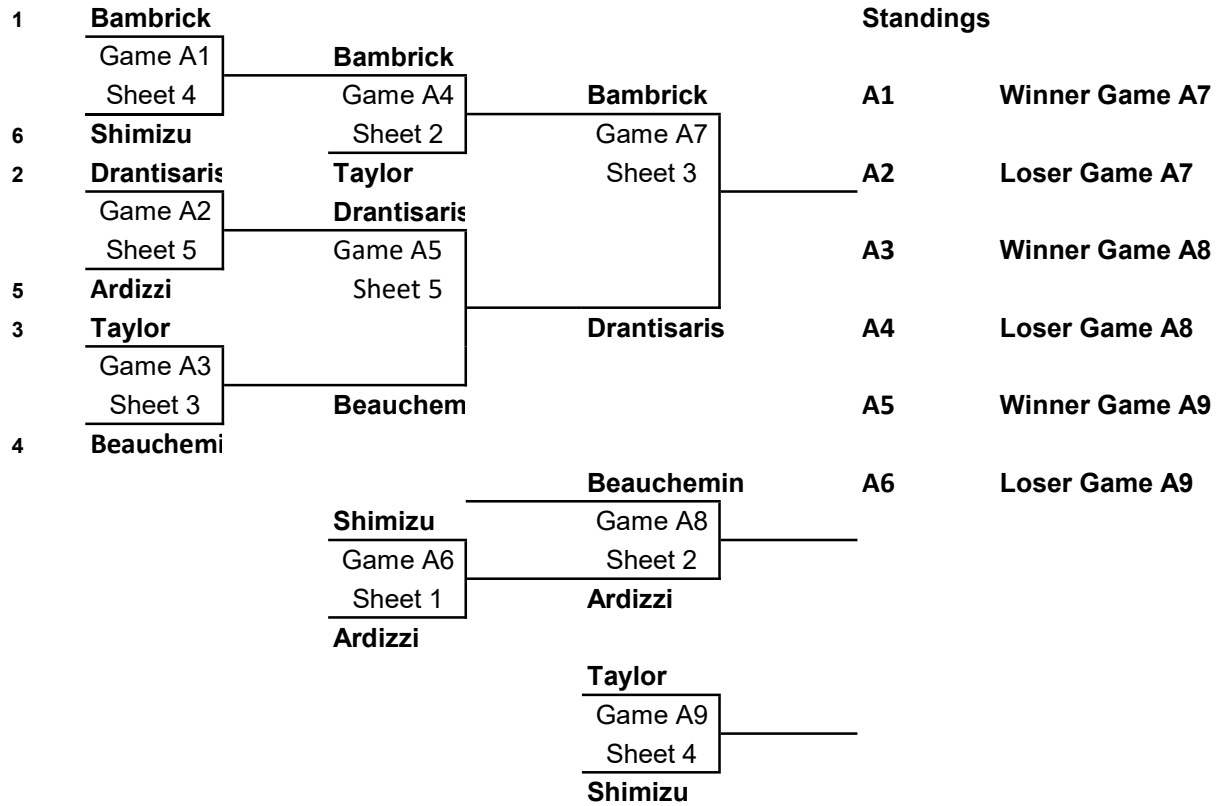 1 Bambrick Standings
Game A1 Bambrick
Sheet 4 Game A4 Bambrick A1 Winner Game A7
6 Shimizu Sheet 2 Game A7
2 Drantisaris Taylor Sheet 3 A2 Loser Game A7
Game A2 Drantisaris
Sheet 5 Game A5 A3 Winner Game A8
5 Ardizzi Sheet 5
3 Taylor Drantisaris A4 Loser Game A8
Game A3
Sheet 3 Beauchem A5 Winner Game A9
4 Beauchemi
Beauchemin A6 Loser Game A9
Shimizu Game A8
Game A6 Sheet 2
Sheet 1 Ardizzi
Ardizzi
Taylor
Game A9
Sheet 4
Shimizu